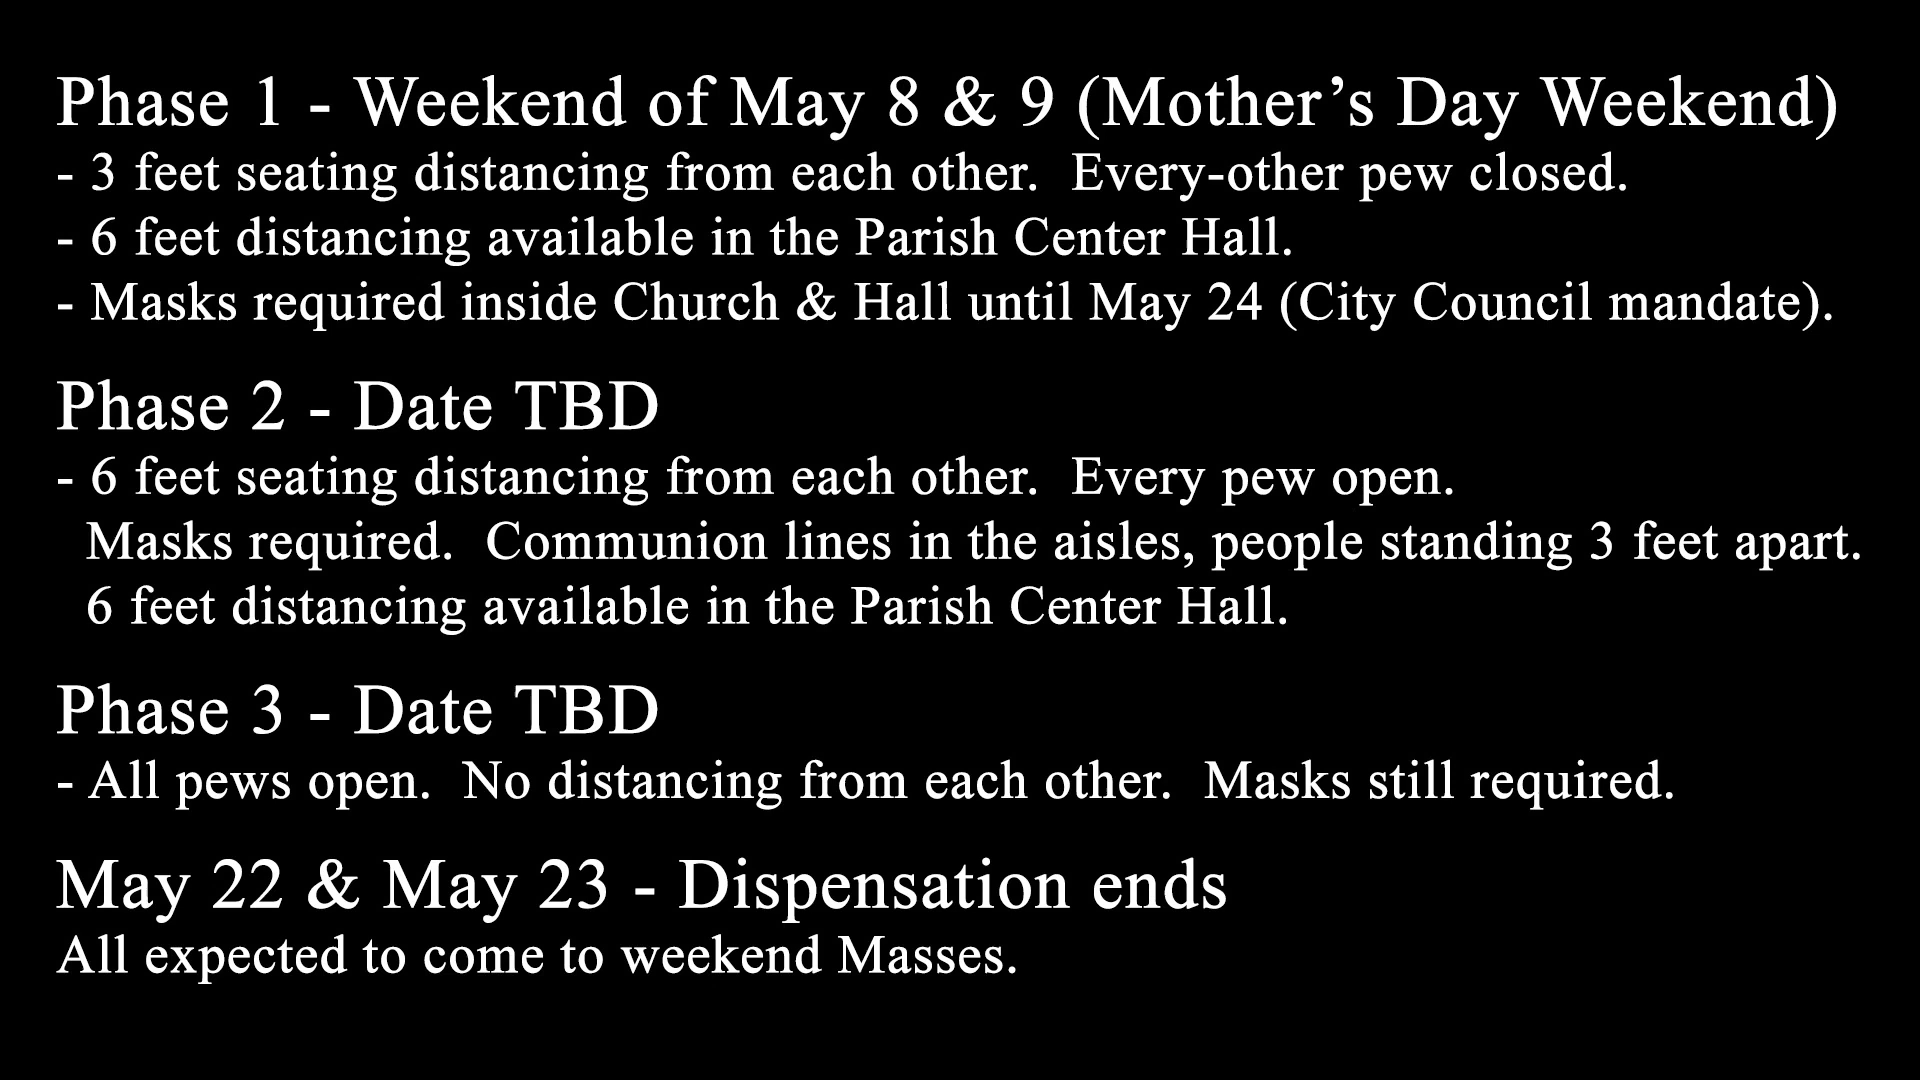 Phase 1 - Weekend of May 8 & 9 (Mother’s Day Weekend)
- 3 feet seating distancing from each other.  Every-other pew closed.
- 6 feet distancing available in the Parish Center Hall.
- Masks required inside Church & Hall until May 24 (City Council mandate).
Phase 2 - Date TBD
- 6 feet seating distancing from each other.  Every pew open.
Masks required.  Communion lines in the aisles, people standing 3 feet apart.
6 feet distancing available in the Parish Center Hall.
Phase 3 - Date TBD
- All pews open.  No distancing from each other.  Masks still required.
May 22 & May 23 - Dispensation ends
All expected to come to weekend Masses.